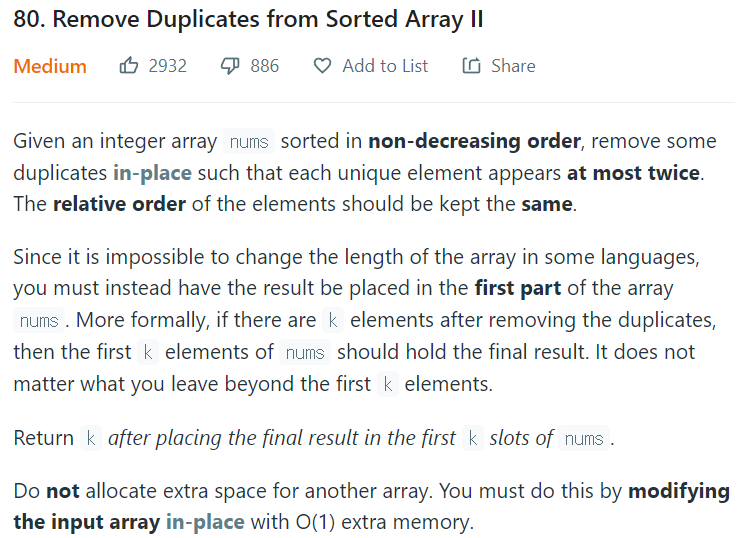 80. Remove Duplicates from Sorted Array II
Medium 2932 886 Add to List Share
Given an integer array nums sorted in non-decreasing order, remove some
duplicates in-place such that each unique element appears at most twice.
The relative order of the elements should be kept the same.
Since it is impossible to change the length of the array in some languages,
you must instead have the result be placed in the first part of the array
nums. More formally, if there are k elements after removing the duplicates,
then the first k elements of nums should hold the final result. It does not
matter what you leave beyond the first k elements.
Return k after placing the final result in the first k slots of nums.
Do not allocate extra space for another array. You must do this by modifying
the input array in-place with O(1) extra memory.